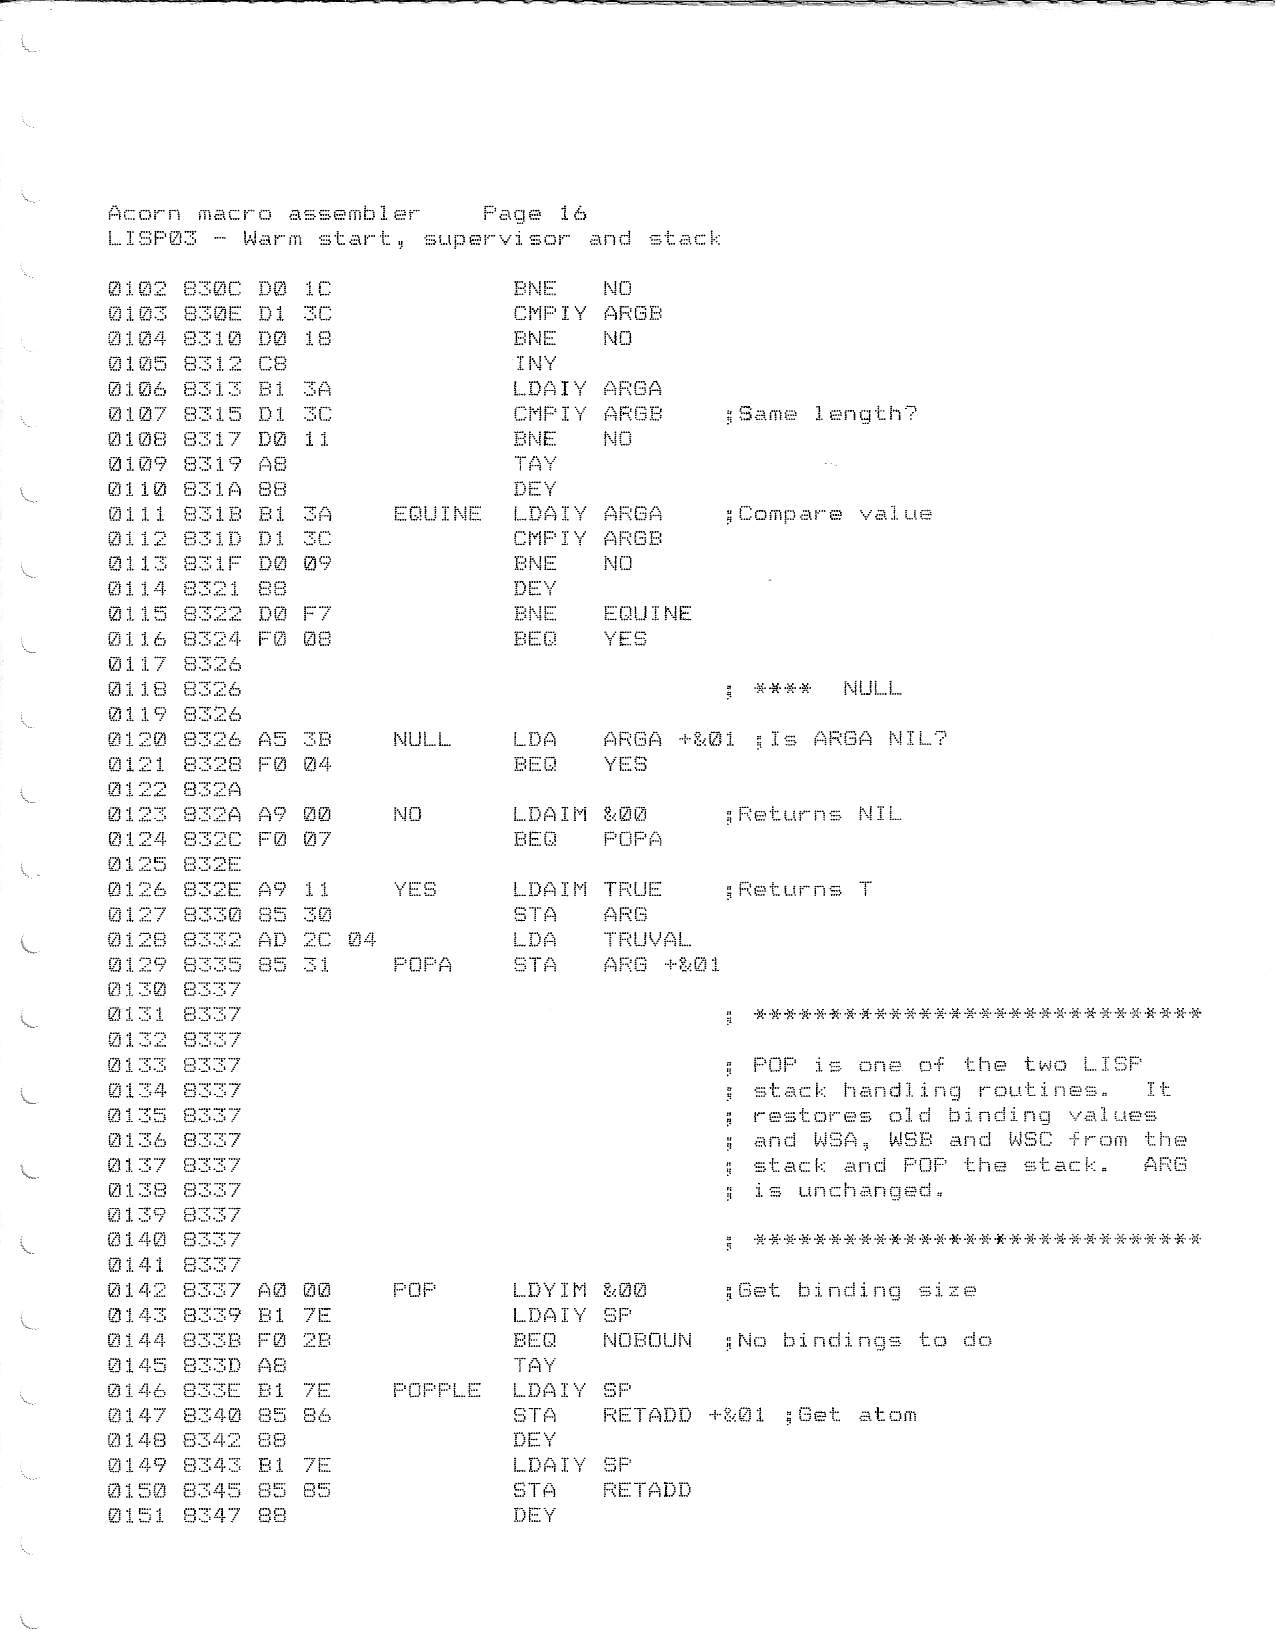 Acorn macro assembler    Page 16
LISP03 - Warm start, supervisor and stack
0102 830C D0 1C            BNE   NO
0103 830E D1 3C            CMPIY ARGB
0104 8310 D0 18            BNE   NO
0105 8312 C8               INY
0106 8313 B1 3A            LDAIY ARGA
0107 8315 D1 3C            CMPIY ARGB    ;Same length?
0108 8317 D0 11            BNE   NO
0109 8319 A8               TAY
0110 831A 88               DEY
0111 831B B1 3A    EQUINE  LDAIY ARGA    ;Compare value
0112 831D D1 3C            CMPIY ARGB
0113 831F D0 09            BNE   NO
0114 8321 88               DEY
0115 8322 D0 F7            BNE   EQUINE
0116 8324 F0 08            BEQ   YES
0117 8326
0118 8326                                ; ****  NULL
0119 8326
0120 8326 A5 3B    NULL    LDA   ARGA +&01 ;Is ARGA NIL?
0121 8328 F0 04            BEQ   YES
0122 832A
0123 832A A9 00    NO      LDAIM &00     ;Returns NIL
0124 832C F0 07            BEQ   POPA
0125 832E
0126 832E A9 11    YES     LDAIM TRUE    ;Returns T
0127 8330 85 30            STA   ARG
0128 8332 AD 2C 04         LDA   TRUVAL
0129 8335 85 31    POPA    STA   ARG +&01
0130 8337
0131 8337                                ; ******************************
0132 8337
0133 8337                                ; POP is one of the two LISP
0134 8337                                ; stack handling routines.  It
0135 8337                                ; restores old binding values
0136 8337                                ; and WSA, WSB and WSC from the
0137 8337                                ; stack and POP the stack.  ARG
0138 8337                                ; is unchanged.
0139 8337
0140 8337                                ; ******************************
0141 8337
0142 8337 A0 00    POP     LDYIM &00     ;Get binding size
0143 8339 B1 7E            LDAIY SP
0144 833B F0 2B            BEQ   NOBOUN  ;No bindings to do
0145 833D A8               TAY
0146 833E B1 7E    POPPLE  LDAIY SP
0147 8340 85 86            STA   RETADD +&01 ;Get atom
0148 8342 88               DEY
0149 8343 B1 7E            LDAIY SP
0150 8345 85 85            STA   RETADD
0151 8347 88               DEY